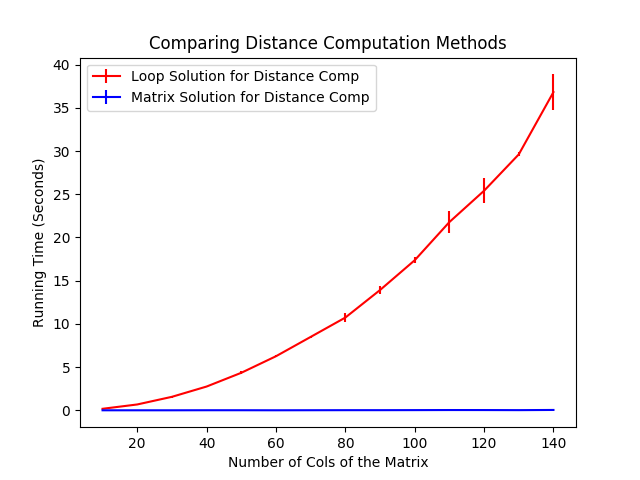 Comparing Distance Computation Methods
Loop Solution for Distance Comp
Matrix Solution for Distance Comp
Running Time (Seconds)
40
35
30
25
20
15
10
5
0
20 40 60 80 100 120 140
Number of Cols of the Matrix